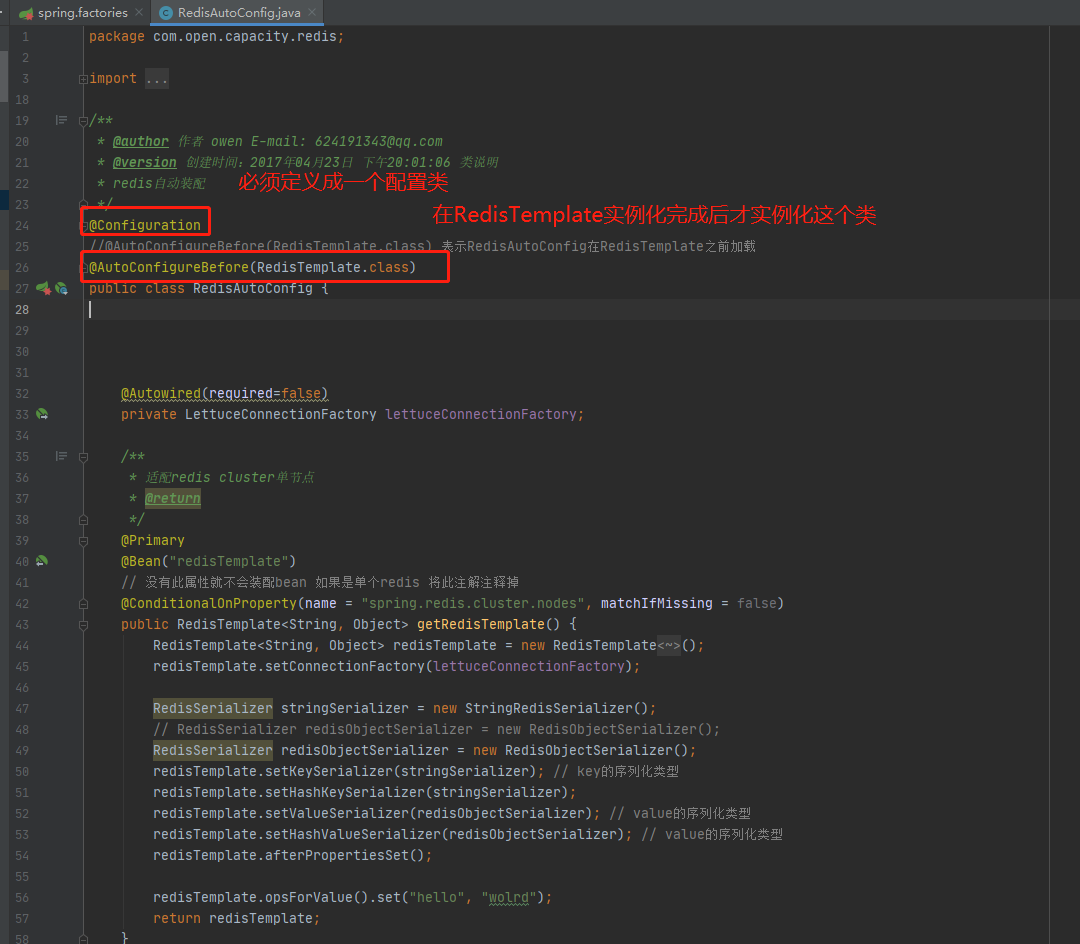 spring.factories × RedisAutoConfig.java ×
1 package com.open.capacity.redis;
2
3 import ...
18
19 /**
20 * @author 作者 owen E-mail: 624191343@qq.com
21 * @version 创建时间：2017年04月23日 下午20:01:06 类说明
22 * redis自动装配 必须定义成一个配置类
23 */
在RedisTemplate实例化完成后才实例化这个类
24 @Configuration
25 //@AutoConfigureBefore(RedisTemplate.class) 表示RedisAutoConfig在RedisTemplate之前加载
26 @AutoConfigureBefore(RedisTemplate.class)
27 public class RedisAutoConfig {
28
29
30
31
32 @Autowired(required=false)
33 private LettuceConnectionFactory lettuceConnectionFactory;
34
35 /**
36 * 适配redis cluster单节点
37 * @return
38 */
39 @Primary
40 @Bean("redisTemplate")
41 // 没有此属性就不会装配bean 如果是单个redis 将此注解注释掉
42 @ConditionalOnProperty(name = "spring.redis.cluster.nodes", matchIfMissing = false)
43 public RedisTemplate<String, Object> getRedisTemplate() {
44 RedisTemplate<String, Object> redisTemplate = new RedisTemplate<~>();
45 redisTemplate.setConnectionFactory(lettuceConnectionFactory);
46
47 RedisSerializer stringSerializer = new StringRedisSerializer();
48 // RedisSerializer redisObjectSerializer = new RedisObjectSerializer();
49 RedisSerializer redisObjectSerializer = new RedisObjectSerializer();
50 redisTemplate.setKeySerializer(stringSerializer); // key的序列化类型
51 redisTemplate.setHashKeySerializer(stringSerializer);
52 redisTemplate.setValueSerializer(redisObjectSerializer); // value的序列化类型
53 redisTemplate.setHashValueSerializer(redisObjectSerializer); // value的序列化类型
54 redisTemplate.afterPropertiesSet();
55
56 redisTemplate.opsForValue().set("hello", "wolrd");
57 return redisTemplate;
58 }